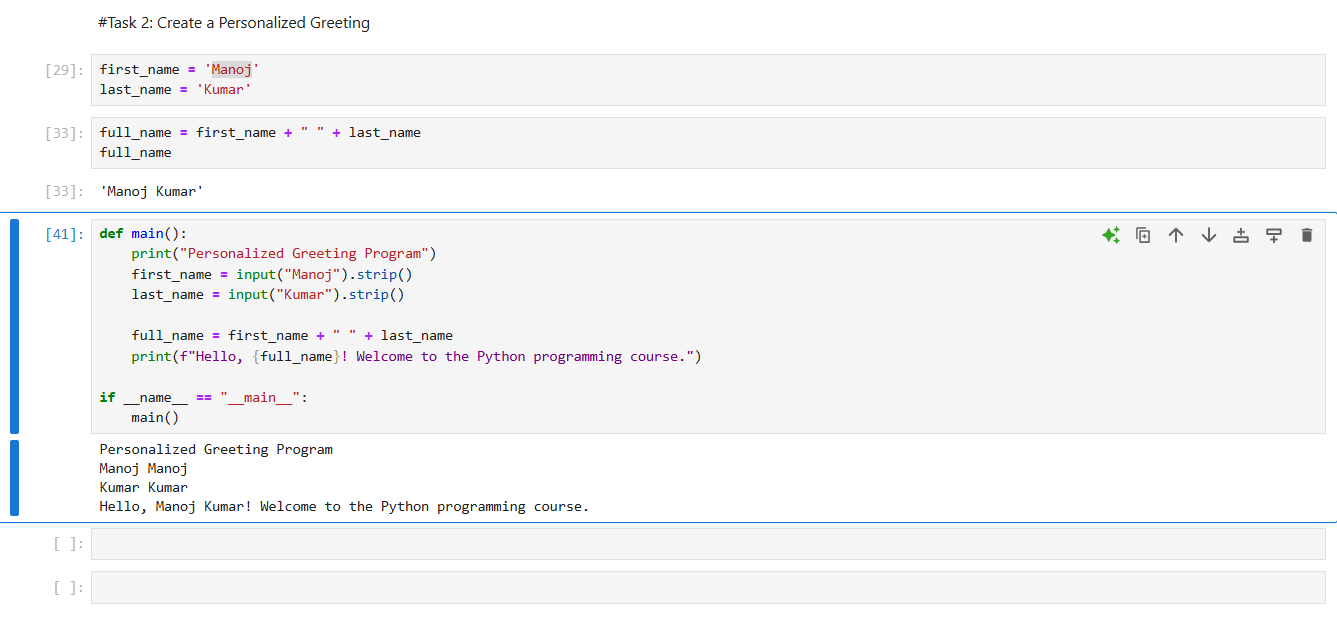 #Task 2: Create a Personalized Greeting
[29]:
first_name = 'Manoj'
last_name = 'Kumar'
[33]:
full_name = first_name + " " + last_name
full_name
[33]:
'Manoj Kumar'
[41]:
def main():
    print("Personalized Greeting Program")
    first_name = input("Manoj").strip()
    last_name = input("Kumar").strip()
    full_name = first_name + " " + last_name
    print(f"Hello, {full_name}! Welcome to the Python programming course.")
if __name__ == "__main__":
    main()
Personalized Greeting Program
Manoj Manoj
Kumar Kumar
Hello, Manoj Kumar! Welcome to the Python programming course.
[ ]:
[ ]: